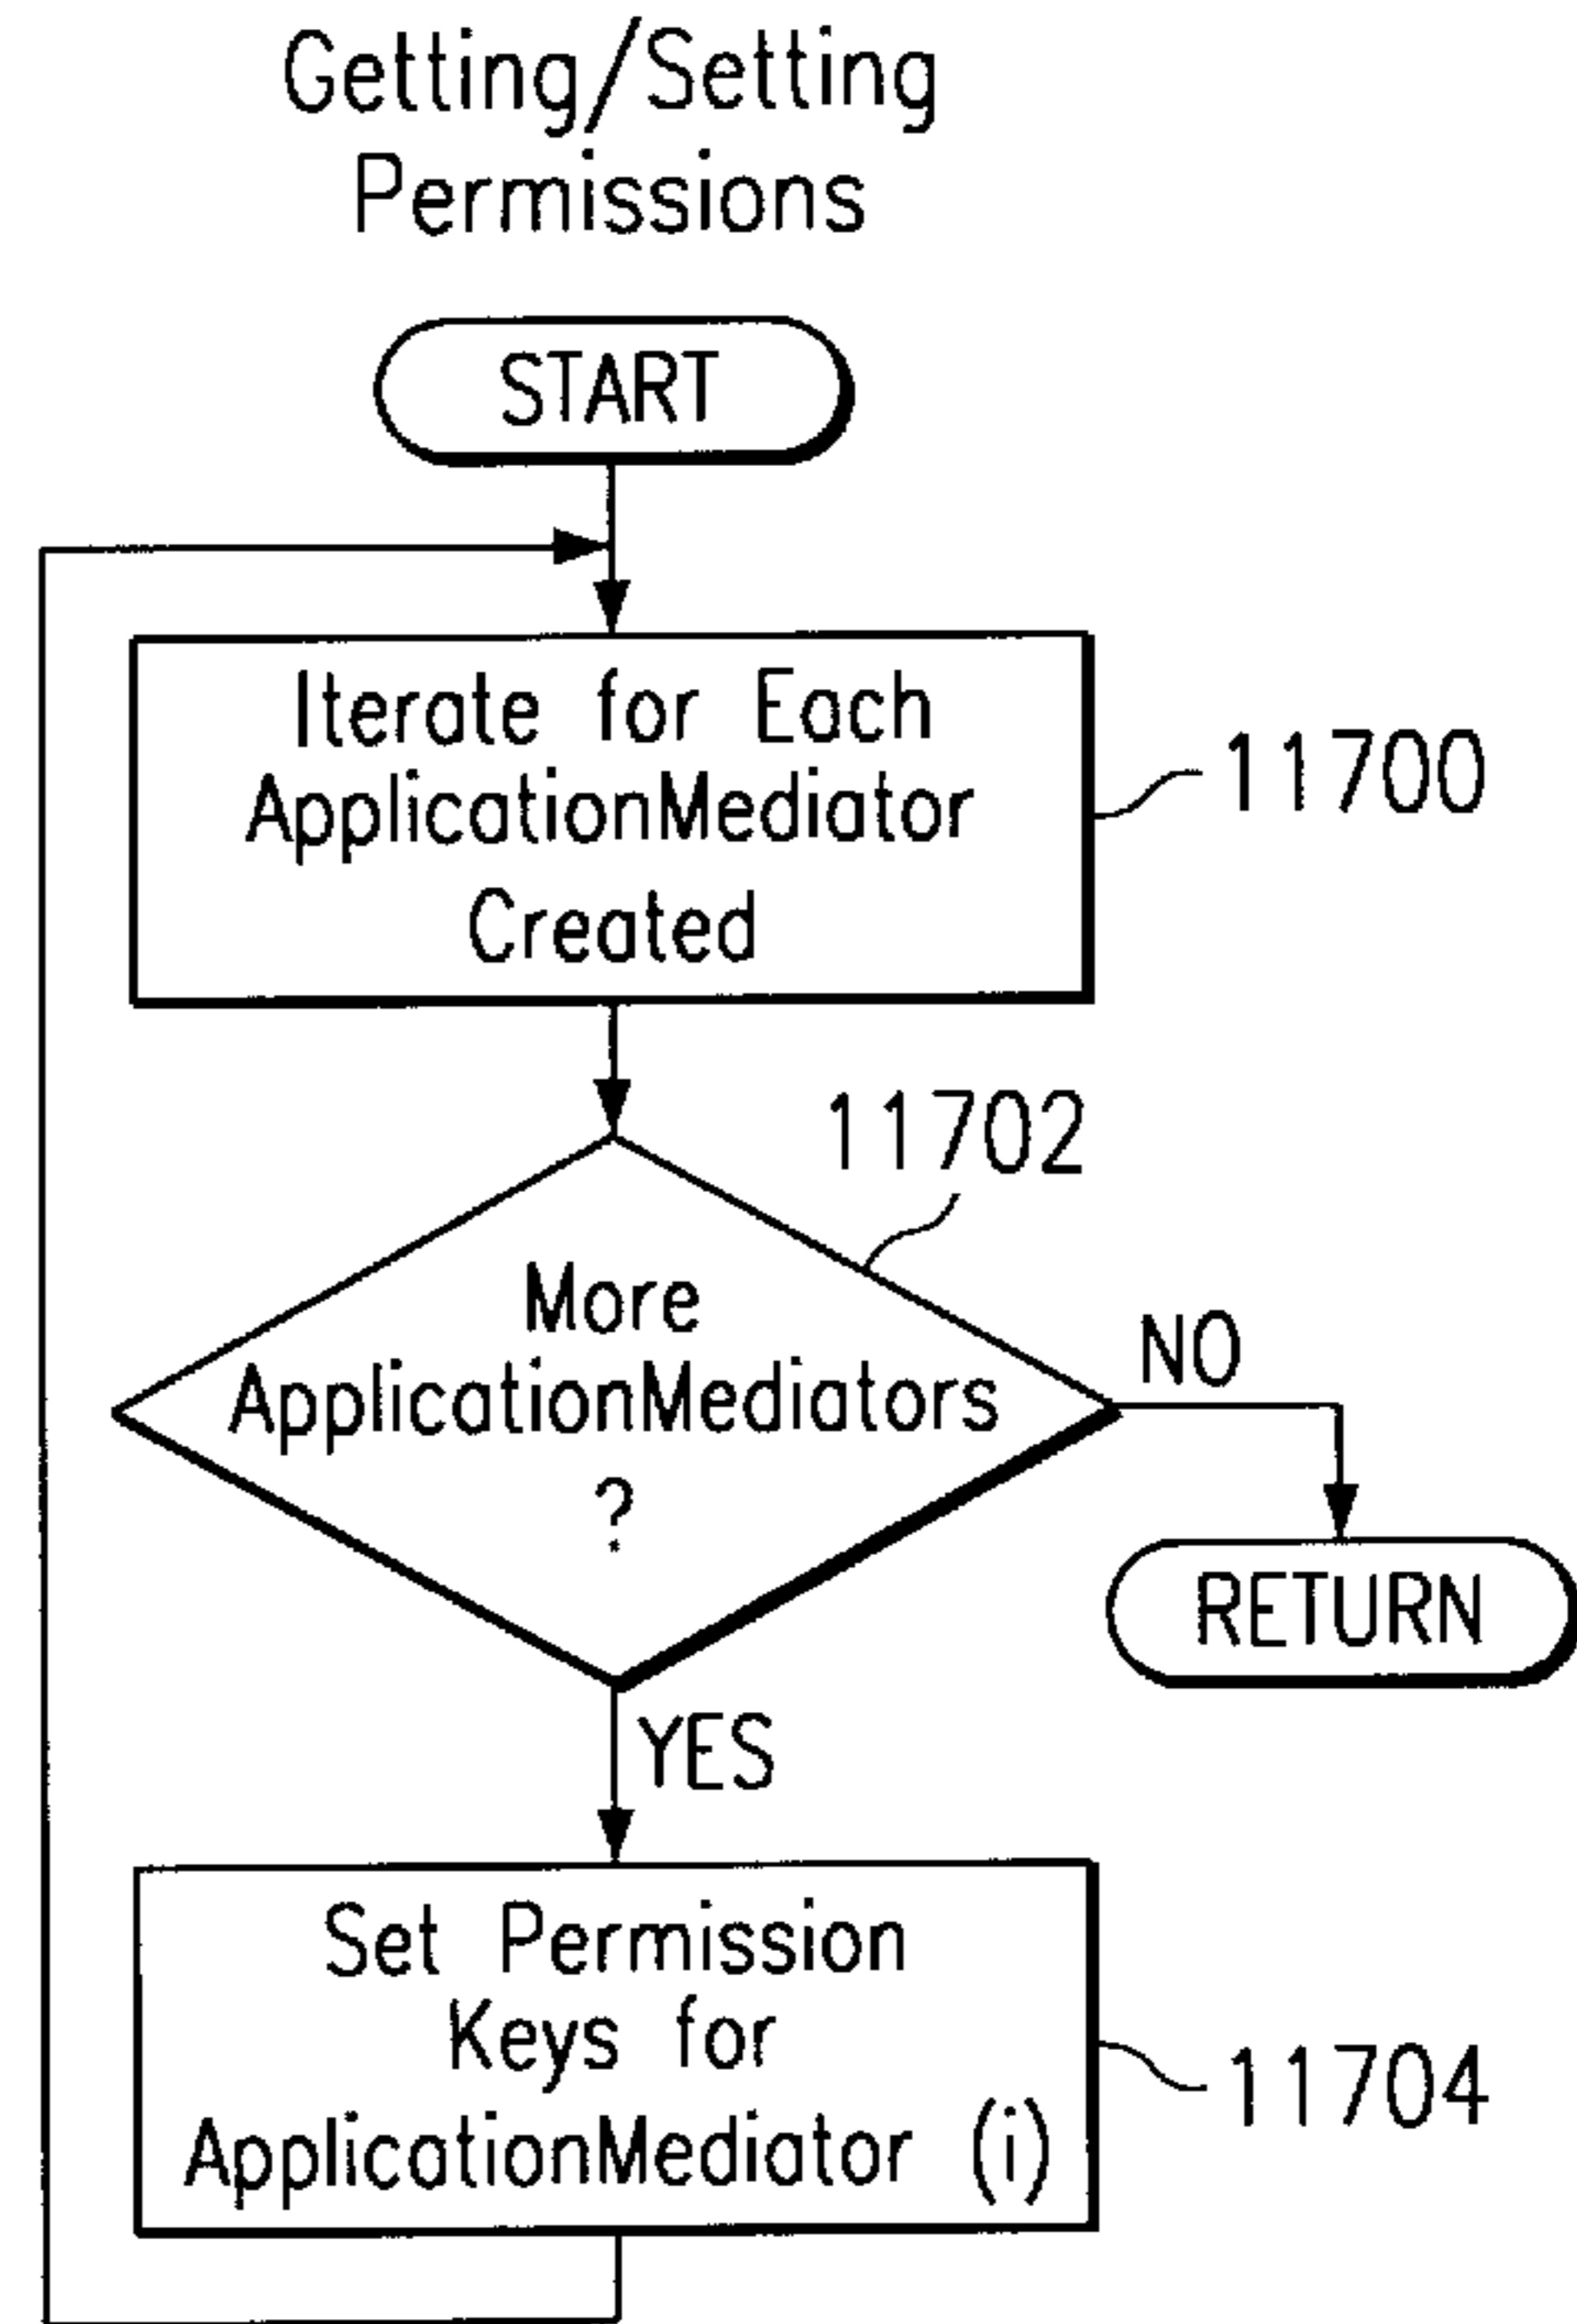 Getting/Setting
Permissions
START
Iterate for Each
ApplicationMediator
Created
11700
11702
More
ApplicationMediators
?
NO
RETURN
YES
Set Permission
Keys for
ApplicationMediator (i)
11704